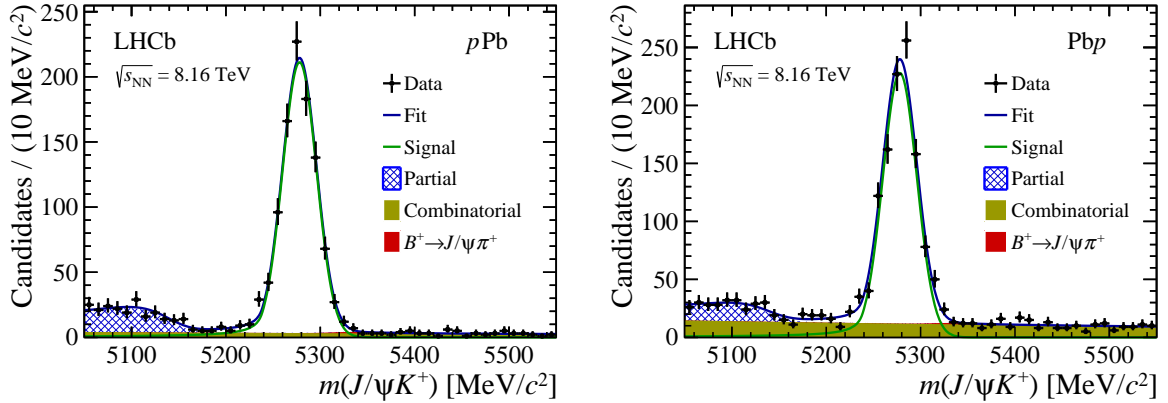 Candidates / (10 MeV/c²)
250
200
150
100
50
0
LHCb
pPb
√sNN = 8.16 TeV
Data
Fit
Signal
Partial
Combinatorial
B⁺→J/ψπ⁺
5100 5200 5300 5400 5500
m(J/ψK⁺) [MeV/c²]
Candidates / (10 MeV/c²)
250
200
150
100
50
0
LHCb
Pbp
√sNN = 8.16 TeV
Data
Fit
Signal
Partial
Combinatorial
B⁺→J/ψπ⁺
5100 5200 5300 5400 5500
m(J/ψK⁺) [MeV/c²]